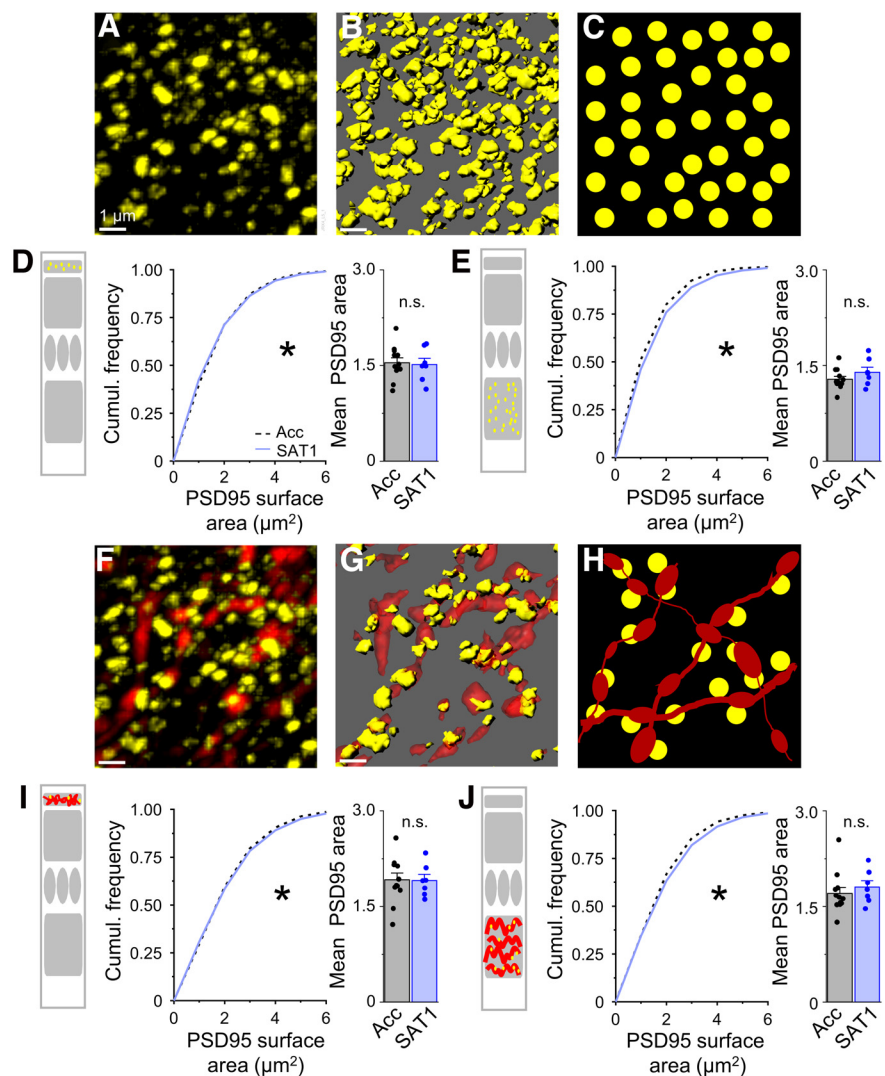 A
B
C
1 µm
D
1.00
0.75
0.50
0.25
0
Cumul. frequency
*
Acc
SAT1
0 2 4 6
PSD95 surface
area (µm²)
3.0
1.5
0
Mean PSD95 area
n.s.
Acc
SAT1
E
1.00
0.75
0.50
0.25
0
Cumul. frequency
*
0 2 4 6
PSD95 surface
area (µm²)
3.0
1.5
0
Mean PSD95 area
n.s.
Acc
SAT1
F
G
H
I
1.00
0.75
0.50
0.25
0
Cumul. frequency
*
0 2 4 6
PSD95 surface
area (µm²)
3.0
1.5
0
Mean PSD95 area
n.s.
Acc
SAT1
J
1.00
0.75
0.50
0.25
0
Cumul. frequency
*
0 2 4 6
PSD95 surface
area (µm²)
3.0
1.5
0
Mean PSD95 area
n.s.
Acc
SAT1